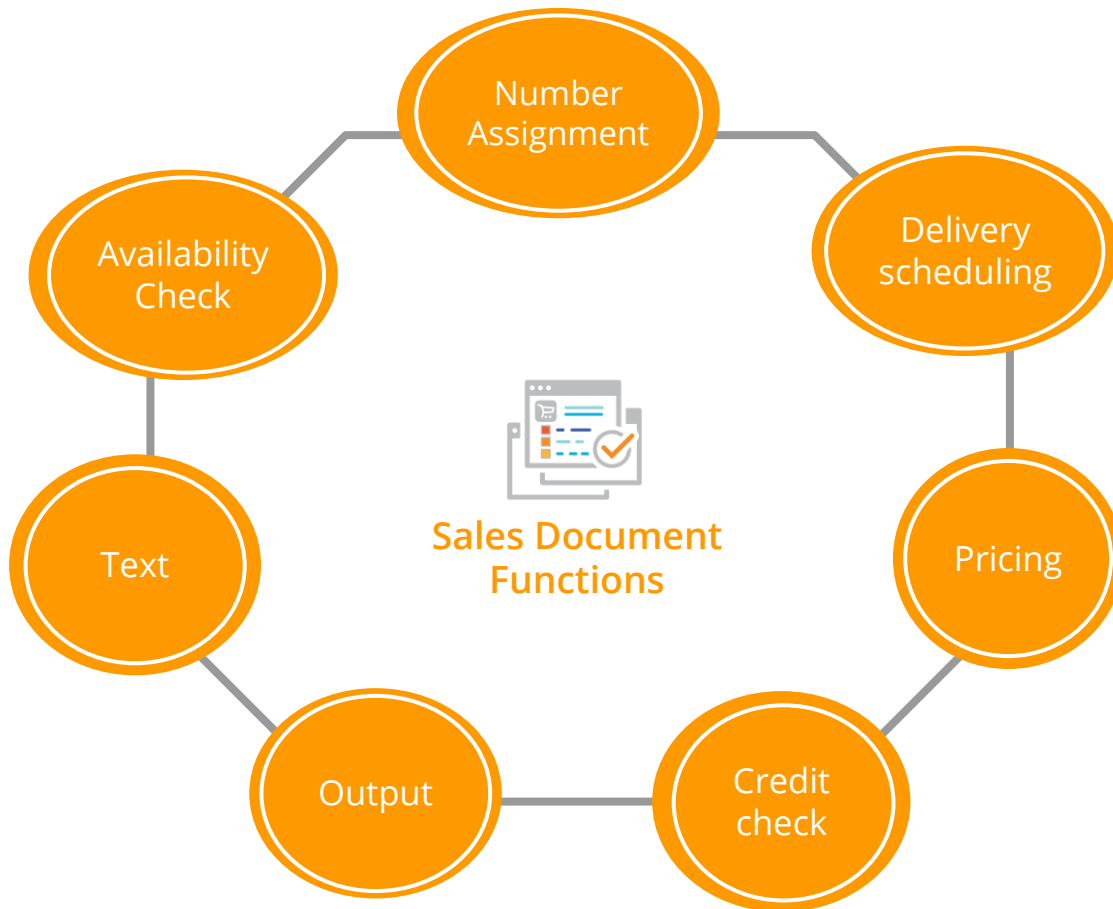 Number
Assignment
Delivery
scheduling
Pricing
Credit
check
Output
Text
Availability
Check
Sales Document
Functions